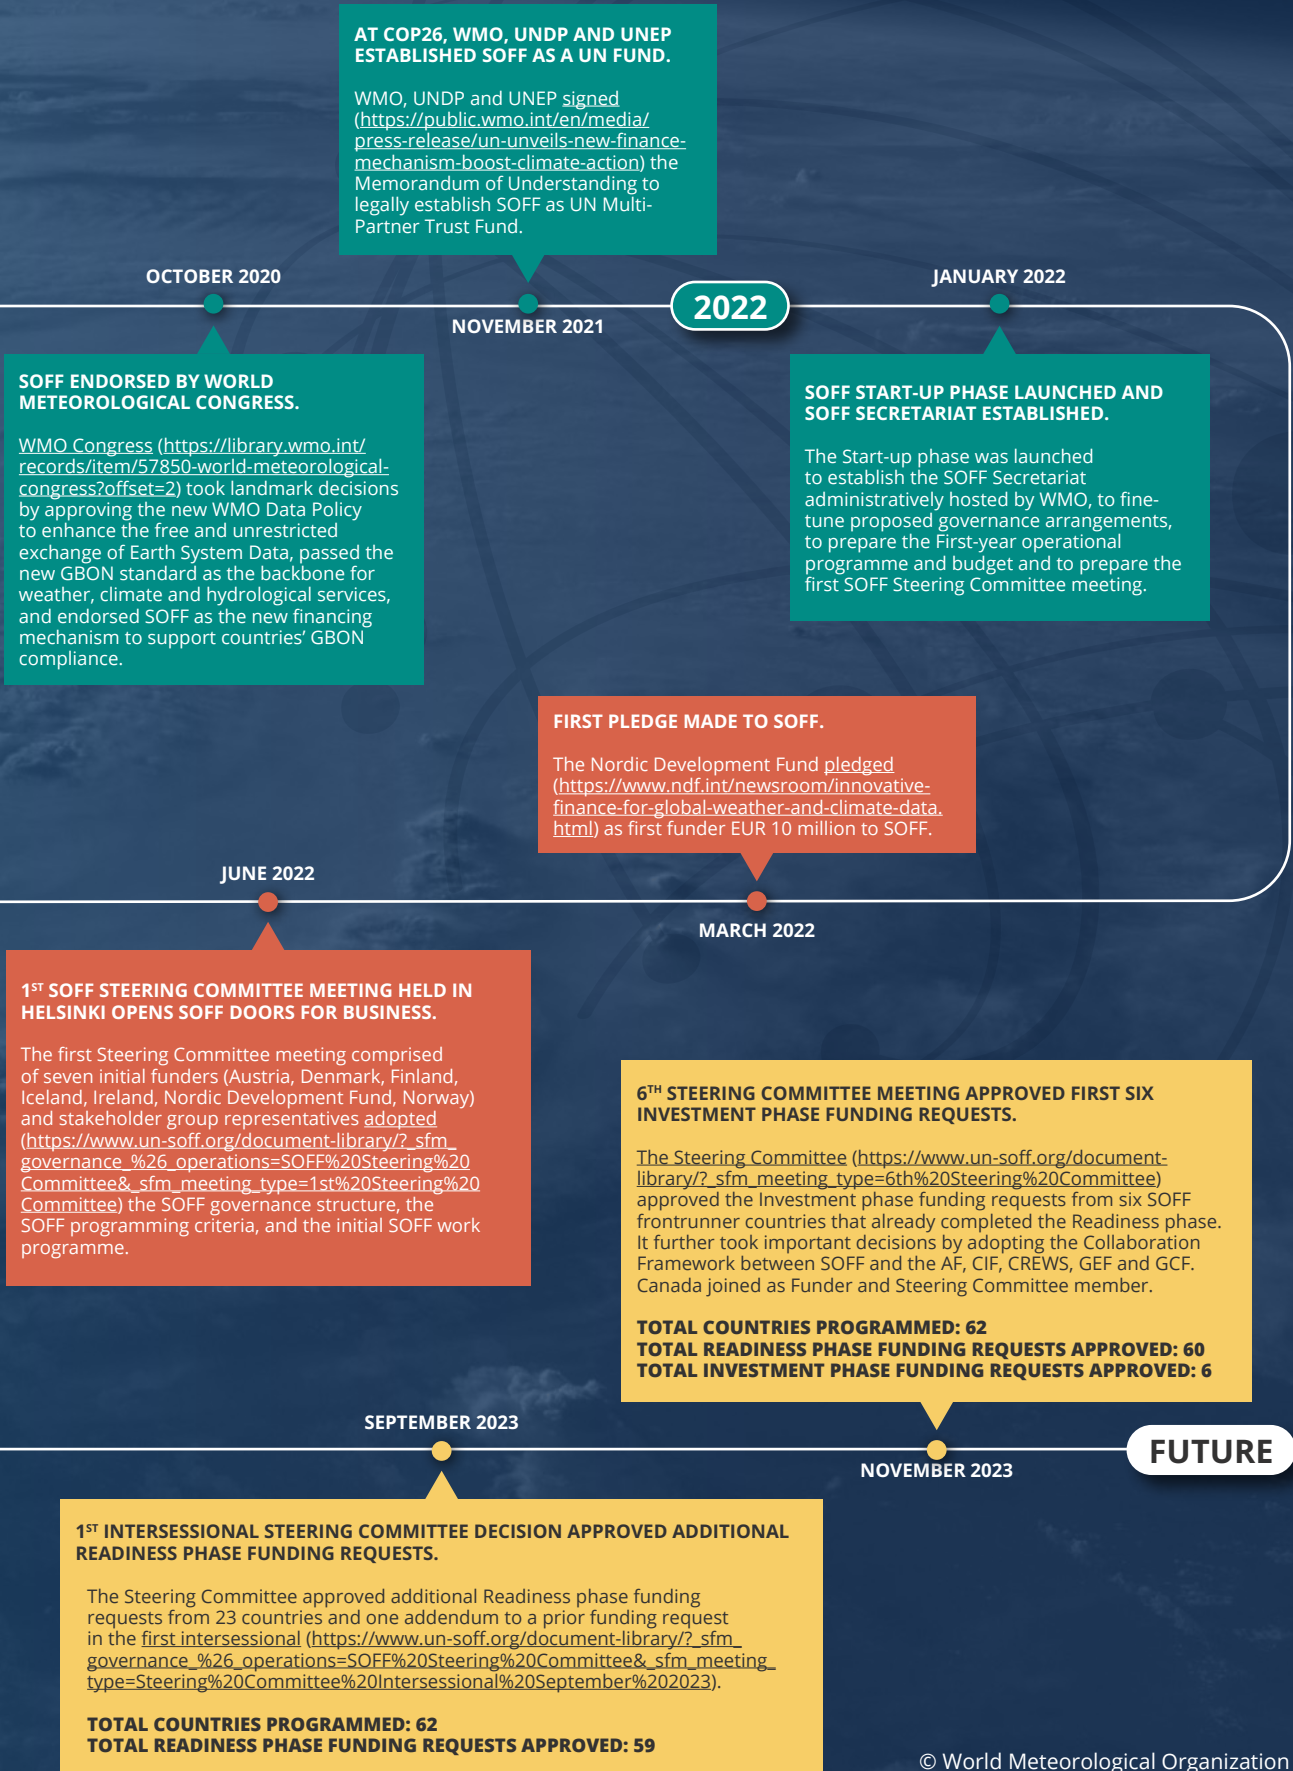 AT COP26, WMO, UNDP AND UNEP
ESTABLISHED SOFF AS A UN FUND.
WMO, UNDP and UNEP signed
(https://public.wmo.int/en/media/
press-release/un-unveils-new-finance-
mechanism-boost-climate-action) the
Memorandum of Understanding to
legally establish SOFF as UN Multi-
Partner Trust Fund.
OCTOBER 2020
NOVEMBER 2021
2022
JANUARY 2022
SOFF ENDORSED BY WORLD
METEOROLOGICAL CONGRESS.
WMO Congress (https://library.wmo.int/
records/item/57850-world-meteorological-
congress?offset=2) took landmark decisions
by approving the new WMO Data Policy
to enhance the free and unrestricted
exchange of Earth System Data, passed the
new GBON standard as the backbone for
weather, climate and hydrological services,
and endorsed SOFF as the new financing
mechanism to support countries' GBON
compliance.
SOFF START-UP PHASE LAUNCHED AND
SOFF SECRETARIAT ESTABLISHED.
The Start-up phase was launched
to establish the SOFF Secretariat
administratively hosted by WMO, to fine-
tune proposed governance arrangements,
to prepare the First-year operational
programme and budget and to prepare the
first SOFF Steering Committee meeting.
FIRST PLEDGE MADE TO SOFF.
The Nordic Development Fund pledged
(https://www.ndf.int/newsroom/innovative-
finance-for-global-weather-and-climate-data.
html) as first funder EUR 10 million to SOFF.
JUNE 2022
MARCH 2022
1ST SOFF STEERING COMMITTEE MEETING HELD IN
HELSINKI OPENS SOFF DOORS FOR BUSINESS.
The first Steering Committee meeting comprised
of seven initial funders (Austria, Denmark, Finland,
Iceland, Ireland, Nordic Development Fund, Norway)
and stakeholder group representatives adopted
(https://www.un-soff.org/document-library/?_sfm_
governance_%26_operations=SOFF%20Steering%20
Committee&_sfm_meeting_type=1st%20Steering%20
Committee) the SOFF governance structure, the
SOFF programming criteria, and the initial SOFF work
programme.
6TH STEERING COMMITTEE MEETING APPROVED FIRST SIX
INVESTMENT PHASE FUNDING REQUESTS.
The Steering Committee (https://www.un-soff.org/document-
library/?_sfm_meeting_type=6th%20Steering%20Committee)
approved the Investment phase funding requests from six SOFF
frontrunner countries that already completed the Readiness phase.
It further took important decisions by adopting the Collaboration
Framework between SOFF and the AF, CIF, CREWS, GEF and GCF.
Canada joined as Funder and Steering Committee member.
TOTAL COUNTRIES PROGRAMMED: 62
TOTAL READINESS PHASE FUNDING REQUESTS APPROVED: 60
TOTAL INVESTMENT PHASE FUNDING REQUESTS APPROVED: 6
SEPTEMBER 2023
NOVEMBER 2023
FUTURE
1ST INTERSESSIONAL STEERING COMMITTEE DECISION APPROVED ADDITIONAL
READINESS PHASE FUNDING REQUESTS.
The Steering Committee approved additional Readiness phase funding
requests from 23 countries and one addendum to a prior funding request
in the first intersessional (https://www.un-soff.org/document-library/?_sfm_
governance_%26_operations=SOFF%20Steering%20Committee&_sfm_meeting_
type=Steering%20Committee%20Intersessional%20September%202023).
TOTAL COUNTRIES PROGRAMMED: 62
TOTAL READINESS PHASE FUNDING REQUESTS APPROVED: 59
© World Meteorological Organization